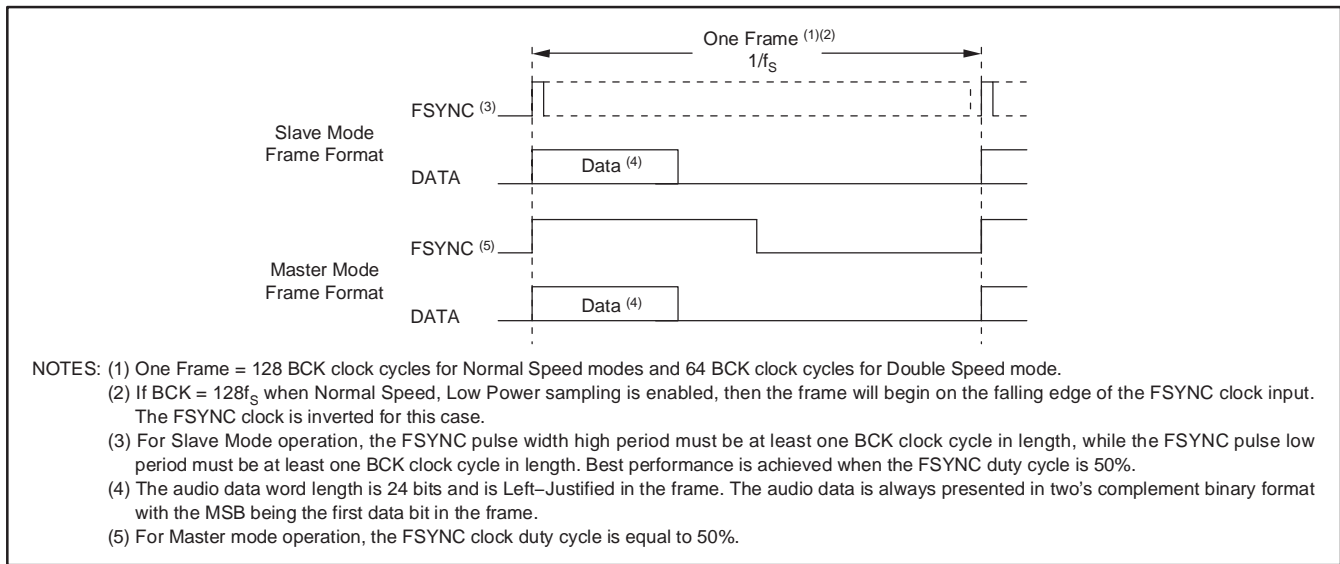 One Frame (1)(2)
1/fS
FSYNC (3)
Slave Mode
Frame Format
Data (4)
DATA
FSYNC (5)
Master Mode
Frame Format
Data (4)
DATA
NOTES: (1) One Frame = 128 BCK clock cycles for Normal Speed modes and 64 BCK clock cycles for Double Speed mode.
(2) If BCK = 128fS when Normal Speed, Low Power sampling is enabled, then the frame will begin on the falling edge of the FSYNC clock input.
The FSYNC clock is inverted for this case.
(3) For Slave Mode operation, the FSYNC pulse width high period must be at least one BCK clock cycle in length, while the FSYNC pulse low
period must be at least one BCK clock cycle in length. Best performance is achieved when the FSYNC duty cycle is 50%.
(4) The audio data word length is 24 bits and is Left–Justified in the frame. The audio data is always presented in two's complement binary format
with the MSB being the first data bit in the frame.
(5) For Master mode operation, the FSYNC clock duty cycle is equal to 50%.